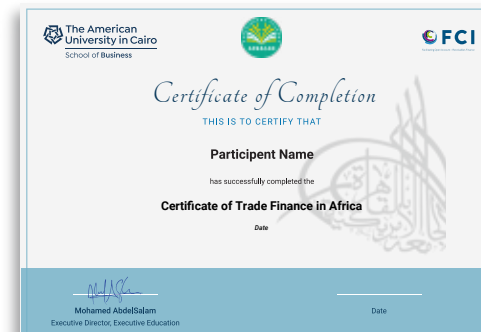 The American
University in Cairo
School of Business
FCI
Certificate of Completion
THIS IS TO CERTIFY THAT
Participent Name
has successfully completed the
Certificate of Trade Finance in Africa
Date
Mohamed AbdelSalam
Executive Director, Executive Education
Date